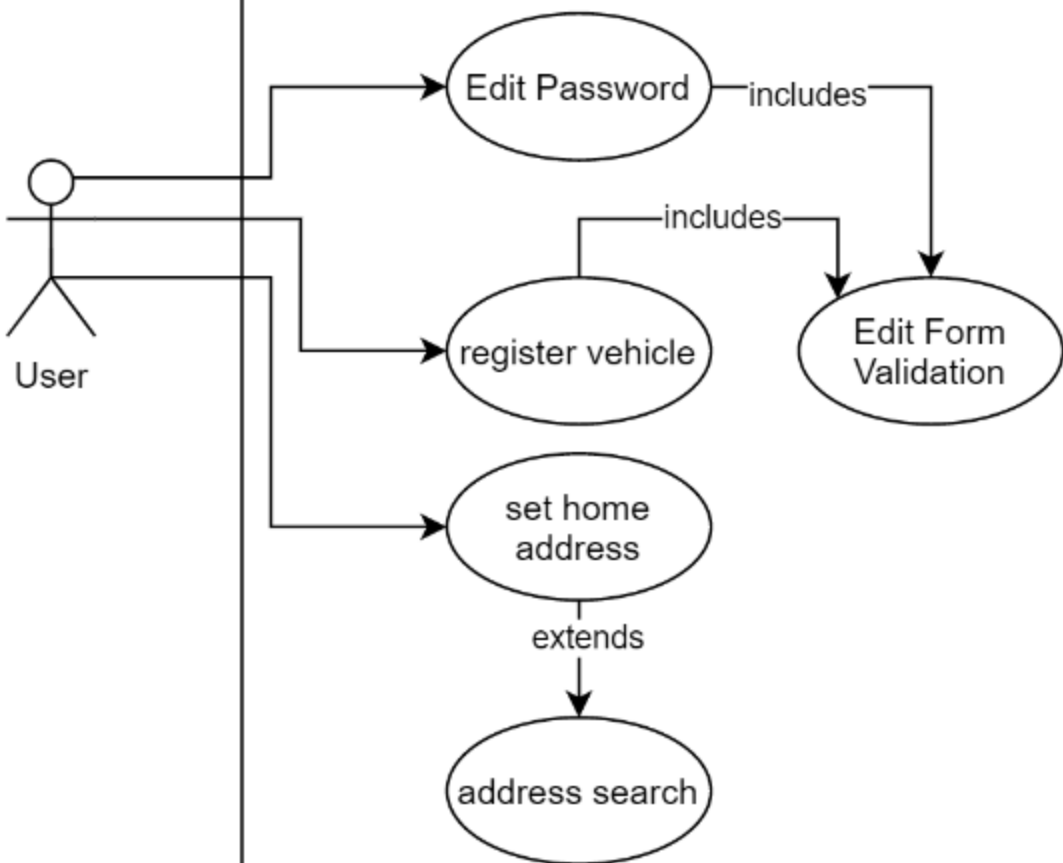 Edit Password
includes
includes
User
register vehicle
Edit Form
Validation
set home
address
extends
address search